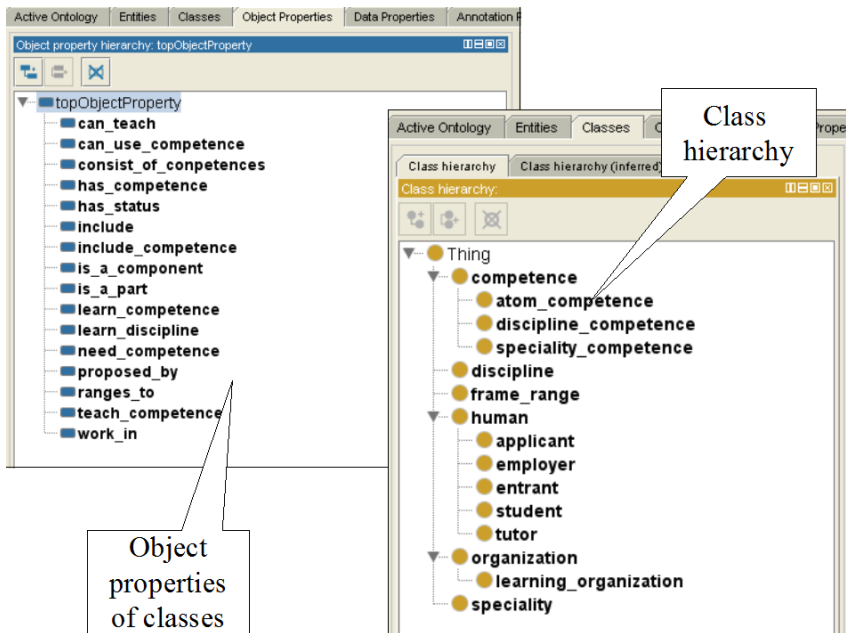 Active Ontology Entities Classes Object Properties Data Properties Annotation P
Object property hierarchy: topObjectProperty
topObjectProperty
can_teach
can_use_competence
consist_of_conpetences
has_competence
has_status
include
include_competence
is_a_component
is_a_part
learn_competence
learn_discipline
need_competence
proposed_by
ranges_to
teach_competence
work_in
Object
properties
of classes
Class
hierarchy
Active Ontology Entities Classes
Class hierarchy Class hierarchy (inferred)
Class hierarchy:
Thing
competence
atom_competence
discipline_competence
speciality_competence
discipline
frame_range
human
applicant
employer
entrant
student
tutor
organization
learning_organization
speciality